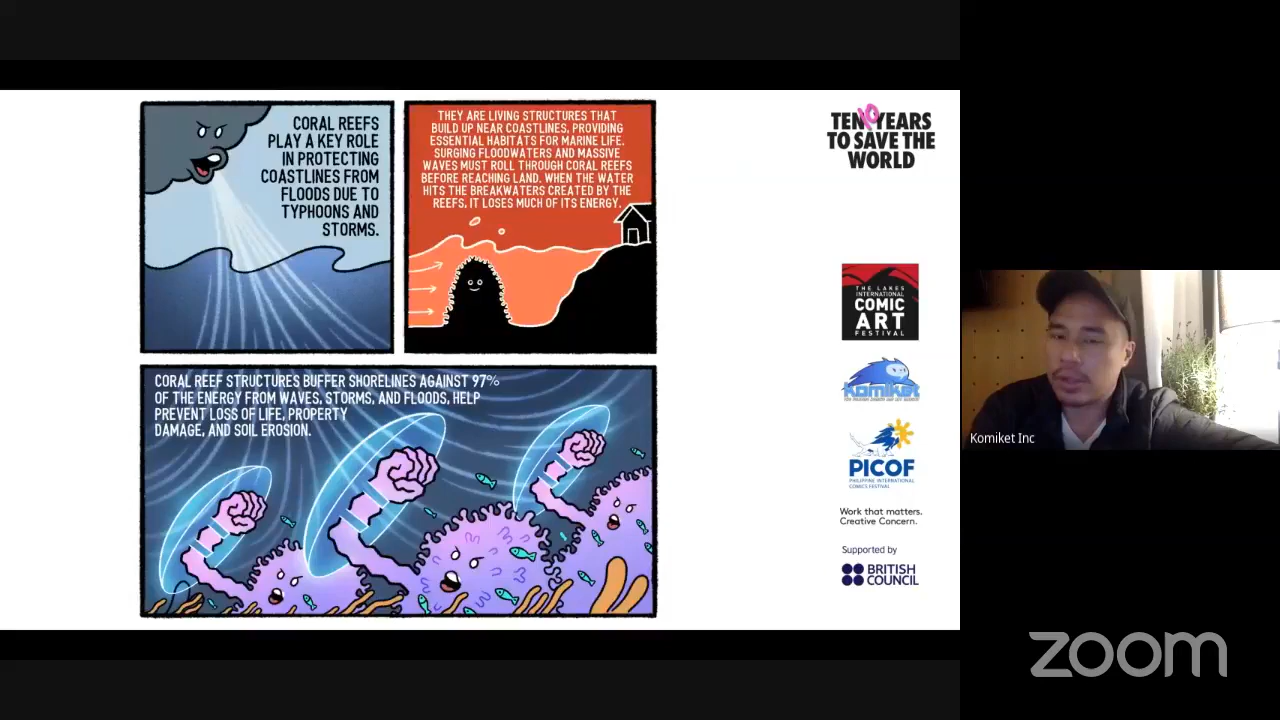 CORAL REEFS
PLAY A KEY ROLE
IN PROTECTING
COASTLINES FROM
FLOODS DUE TO
TYPHOONS AND
STORMS.
THEY ARE LIVING STRUCTURES THAT
BUILD UP NEAR COASTLINES, PROVIDING
ESSENTIAL HABITATS FOR MARINE LIFE.
SURGING FLOODWATERS AND MASSIVE
WAVES MUST ROLL THROUGH CORAL REEFS
BEFORE REACHING LAND. WHEN THE WATER
HITS THE BREAKWATERS CREATED BY THE
REEFS, IT LOSES MUCH OF ITS ENERGY.
CORAL REEF STRUCTURES BUFFER SHORELINES AGAINST 97%
OF THE ENERGY FROM WAVES, STORMS, AND FLOODS, HELP
PREVENT LOSS OF LIFE, PROPERTY
DAMAGE, AND SOIL EROSION.
TEN 10 YEARS
TO SAVE THE
WORLD
THE LAKES
INTERNATIONAL
COMIC
ART
FESTIVAL
Komiket
PICOF
PHILIPPINE INTERNATIONAL
COMICS FESTIVAL
Work that matters.
Creative Concern.
Supported by
BRITISH
COUNCIL
Komiket Inc
zoom